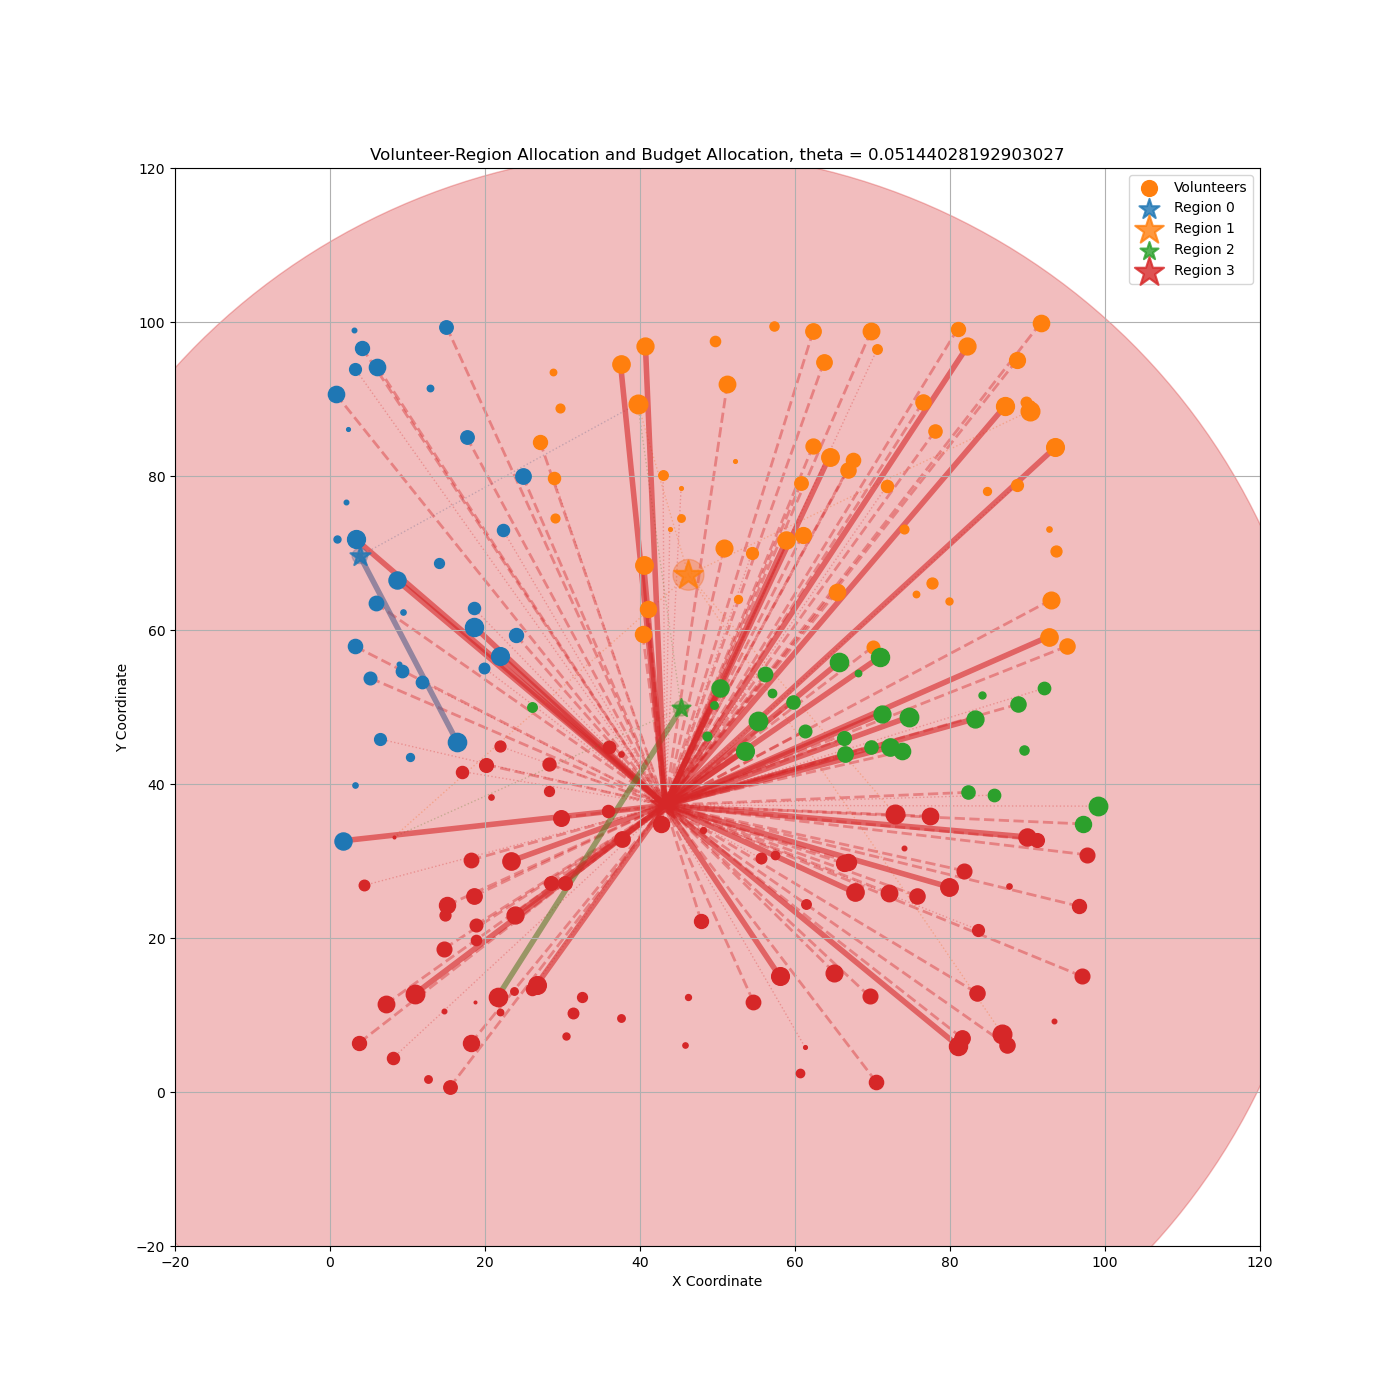 Volunteer-Region Allocation and Budget Allocation, theta = 0.05144028192903027
120
100
80
60
40
20
0
−20
Y Coordinate
Volunteers
Region 0
Region 1
Region 2
Region 3
−20 0 20 40 60 80 100 120
X Coordinate